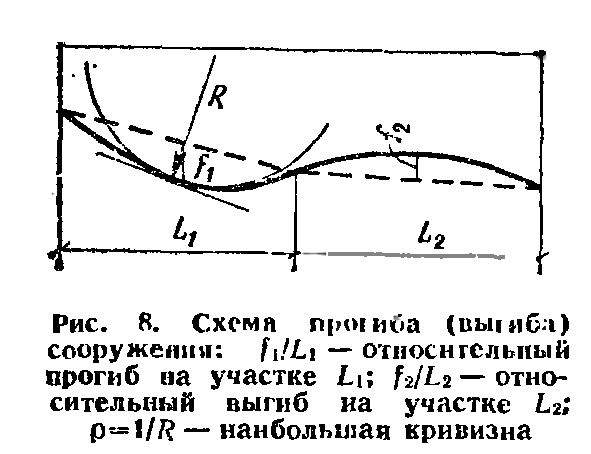 R
f₂
f₁
L₁
L₂
Рис. 8. Схема прогиба (выгиба)
сооружения: f₁/L₁ — относительный
прогиб на участке L₁; f₂/L₂ — отно-
сительный выгиб на участке L₂;
ρ=1/R — наибольшая кривизна